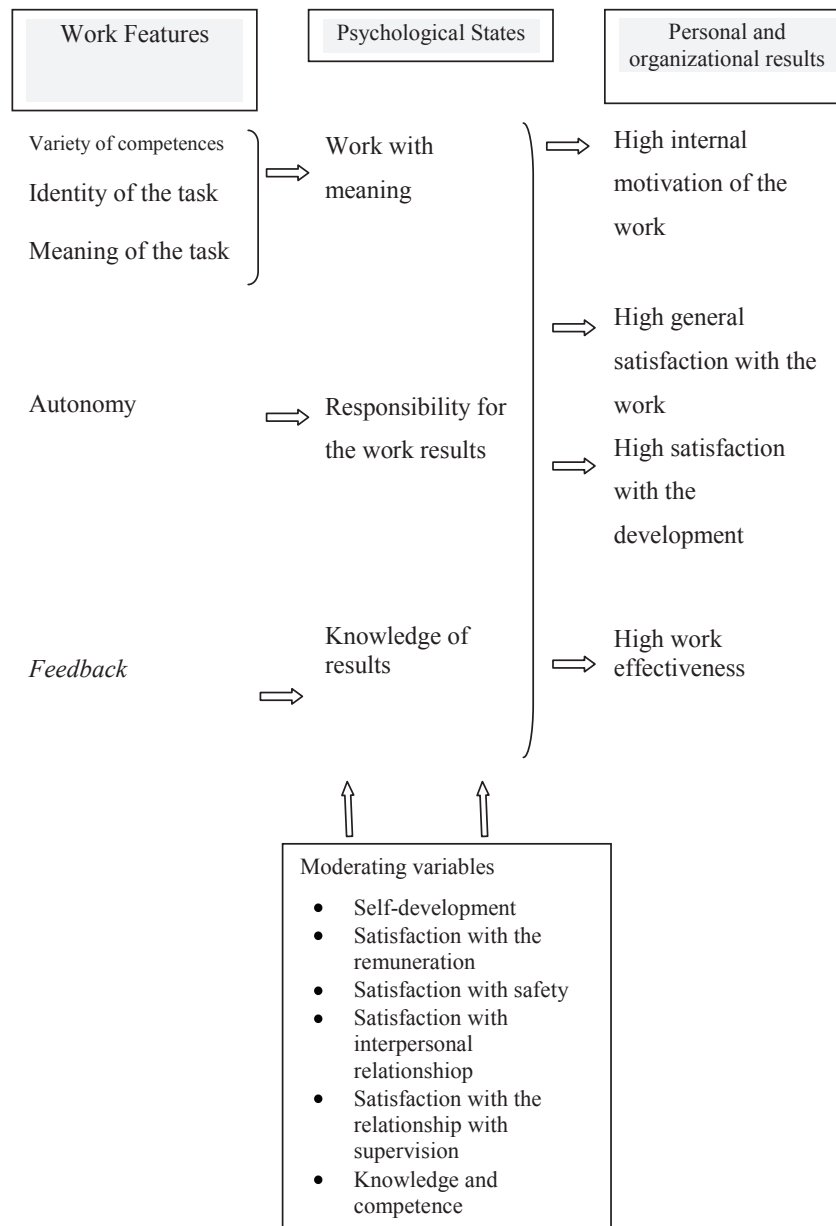 Work Features
Psychological States
Personal and
organizational results
Variety of competences
Identity of the task
Meaning of the task
Work with
meaning
High internal
motivation of the
work
High general
satisfaction with the
work
Autonomy
Responsibility for
the work results
High satisfaction
with the
development
Feedback
Knowledge of
results
High work
effectiveness
Moderating variables
• Self-development
• Satisfaction with the
remuneration
• Satisfaction with safety
• Satisfaction with
interpersonal
relationshiop
• Satisfaction with the
relationship with
supervision
• Knowledge and
competence